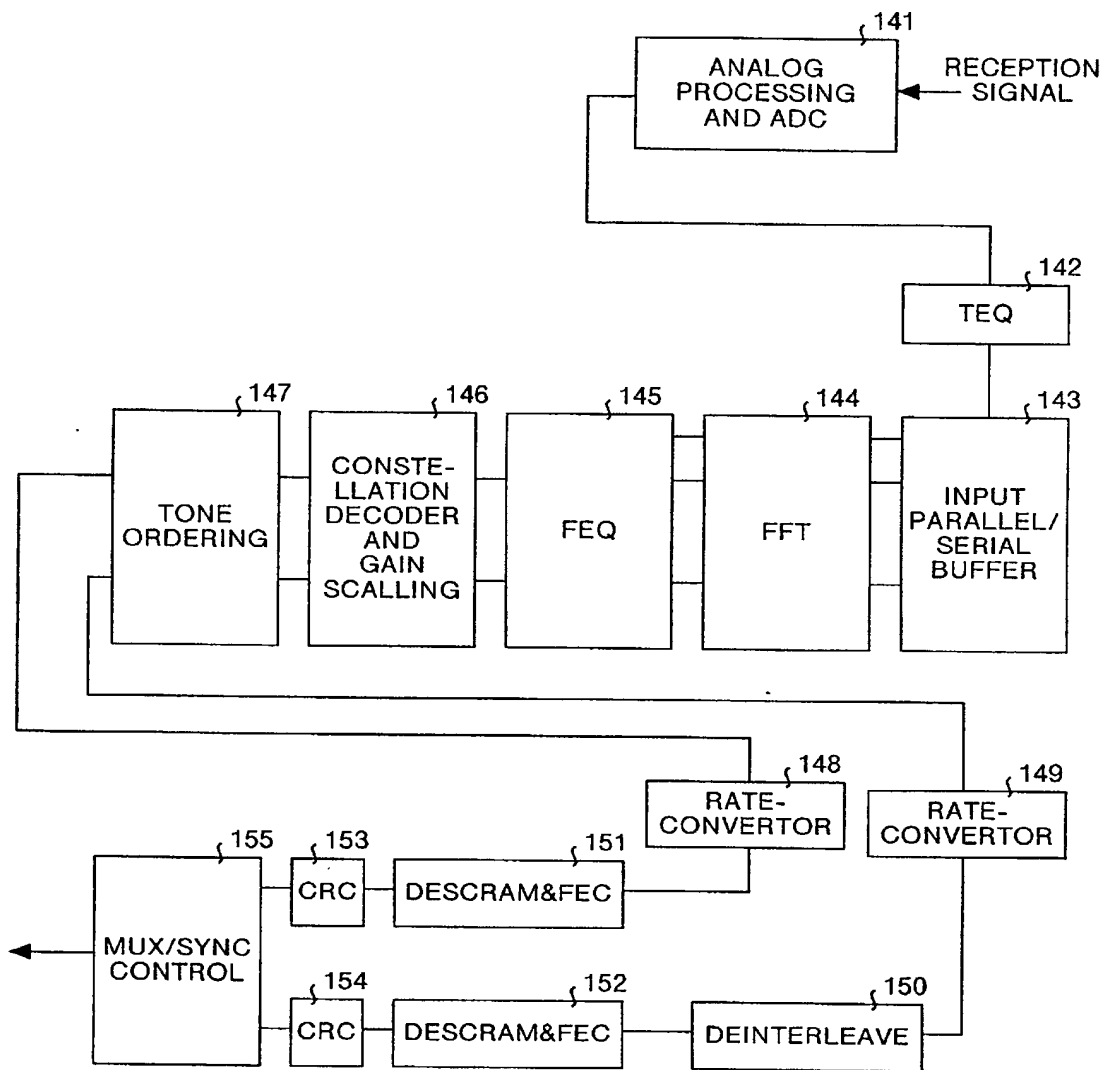 141
ANALOG
PROCESSING
AND ADC
RECEPTION
SIGNAL
142
TEQ
147
TONE
ORDERING
146
CONSTE-
LLATION
DECODER
AND
GAIN
SCALLING
145
FEQ
144
FFT
143
INPUT
PARALLEL/
SERIAL
BUFFER
148
RATE-
CONVERTOR
149
RATE-
CONVERTOR
155
MUX/SYNC
CONTROL
153
CRC
151
DESCRAM&FEC
154
CRC
152
DESCRAM&FEC
150
DEINTERLEAVE